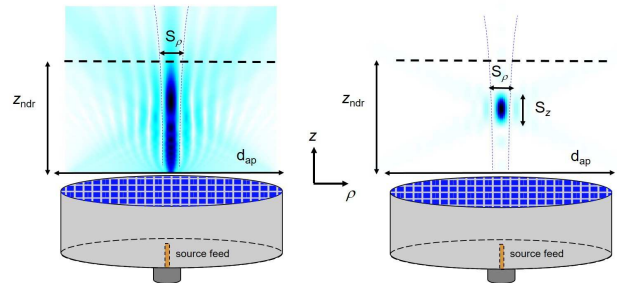 Sρ
Sρ
zndr
zndr
Sz
z
dap
dap
ρ
source feed
source feed